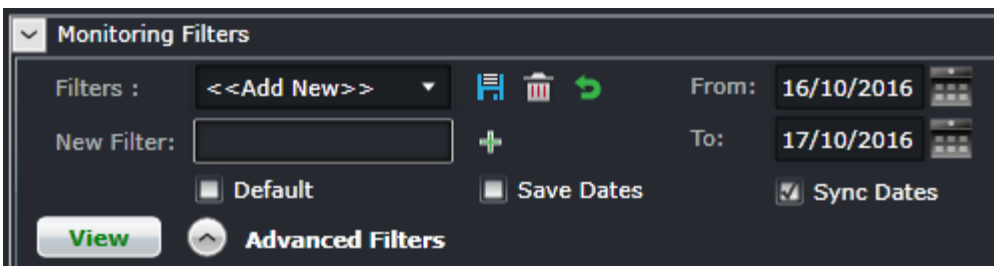 Monitoring Filters
Filters : <<Add New>> From: 16/10/2016
New Filter: To: 17/10/2016
Default Save Dates Sync Dates
View Advanced Filters